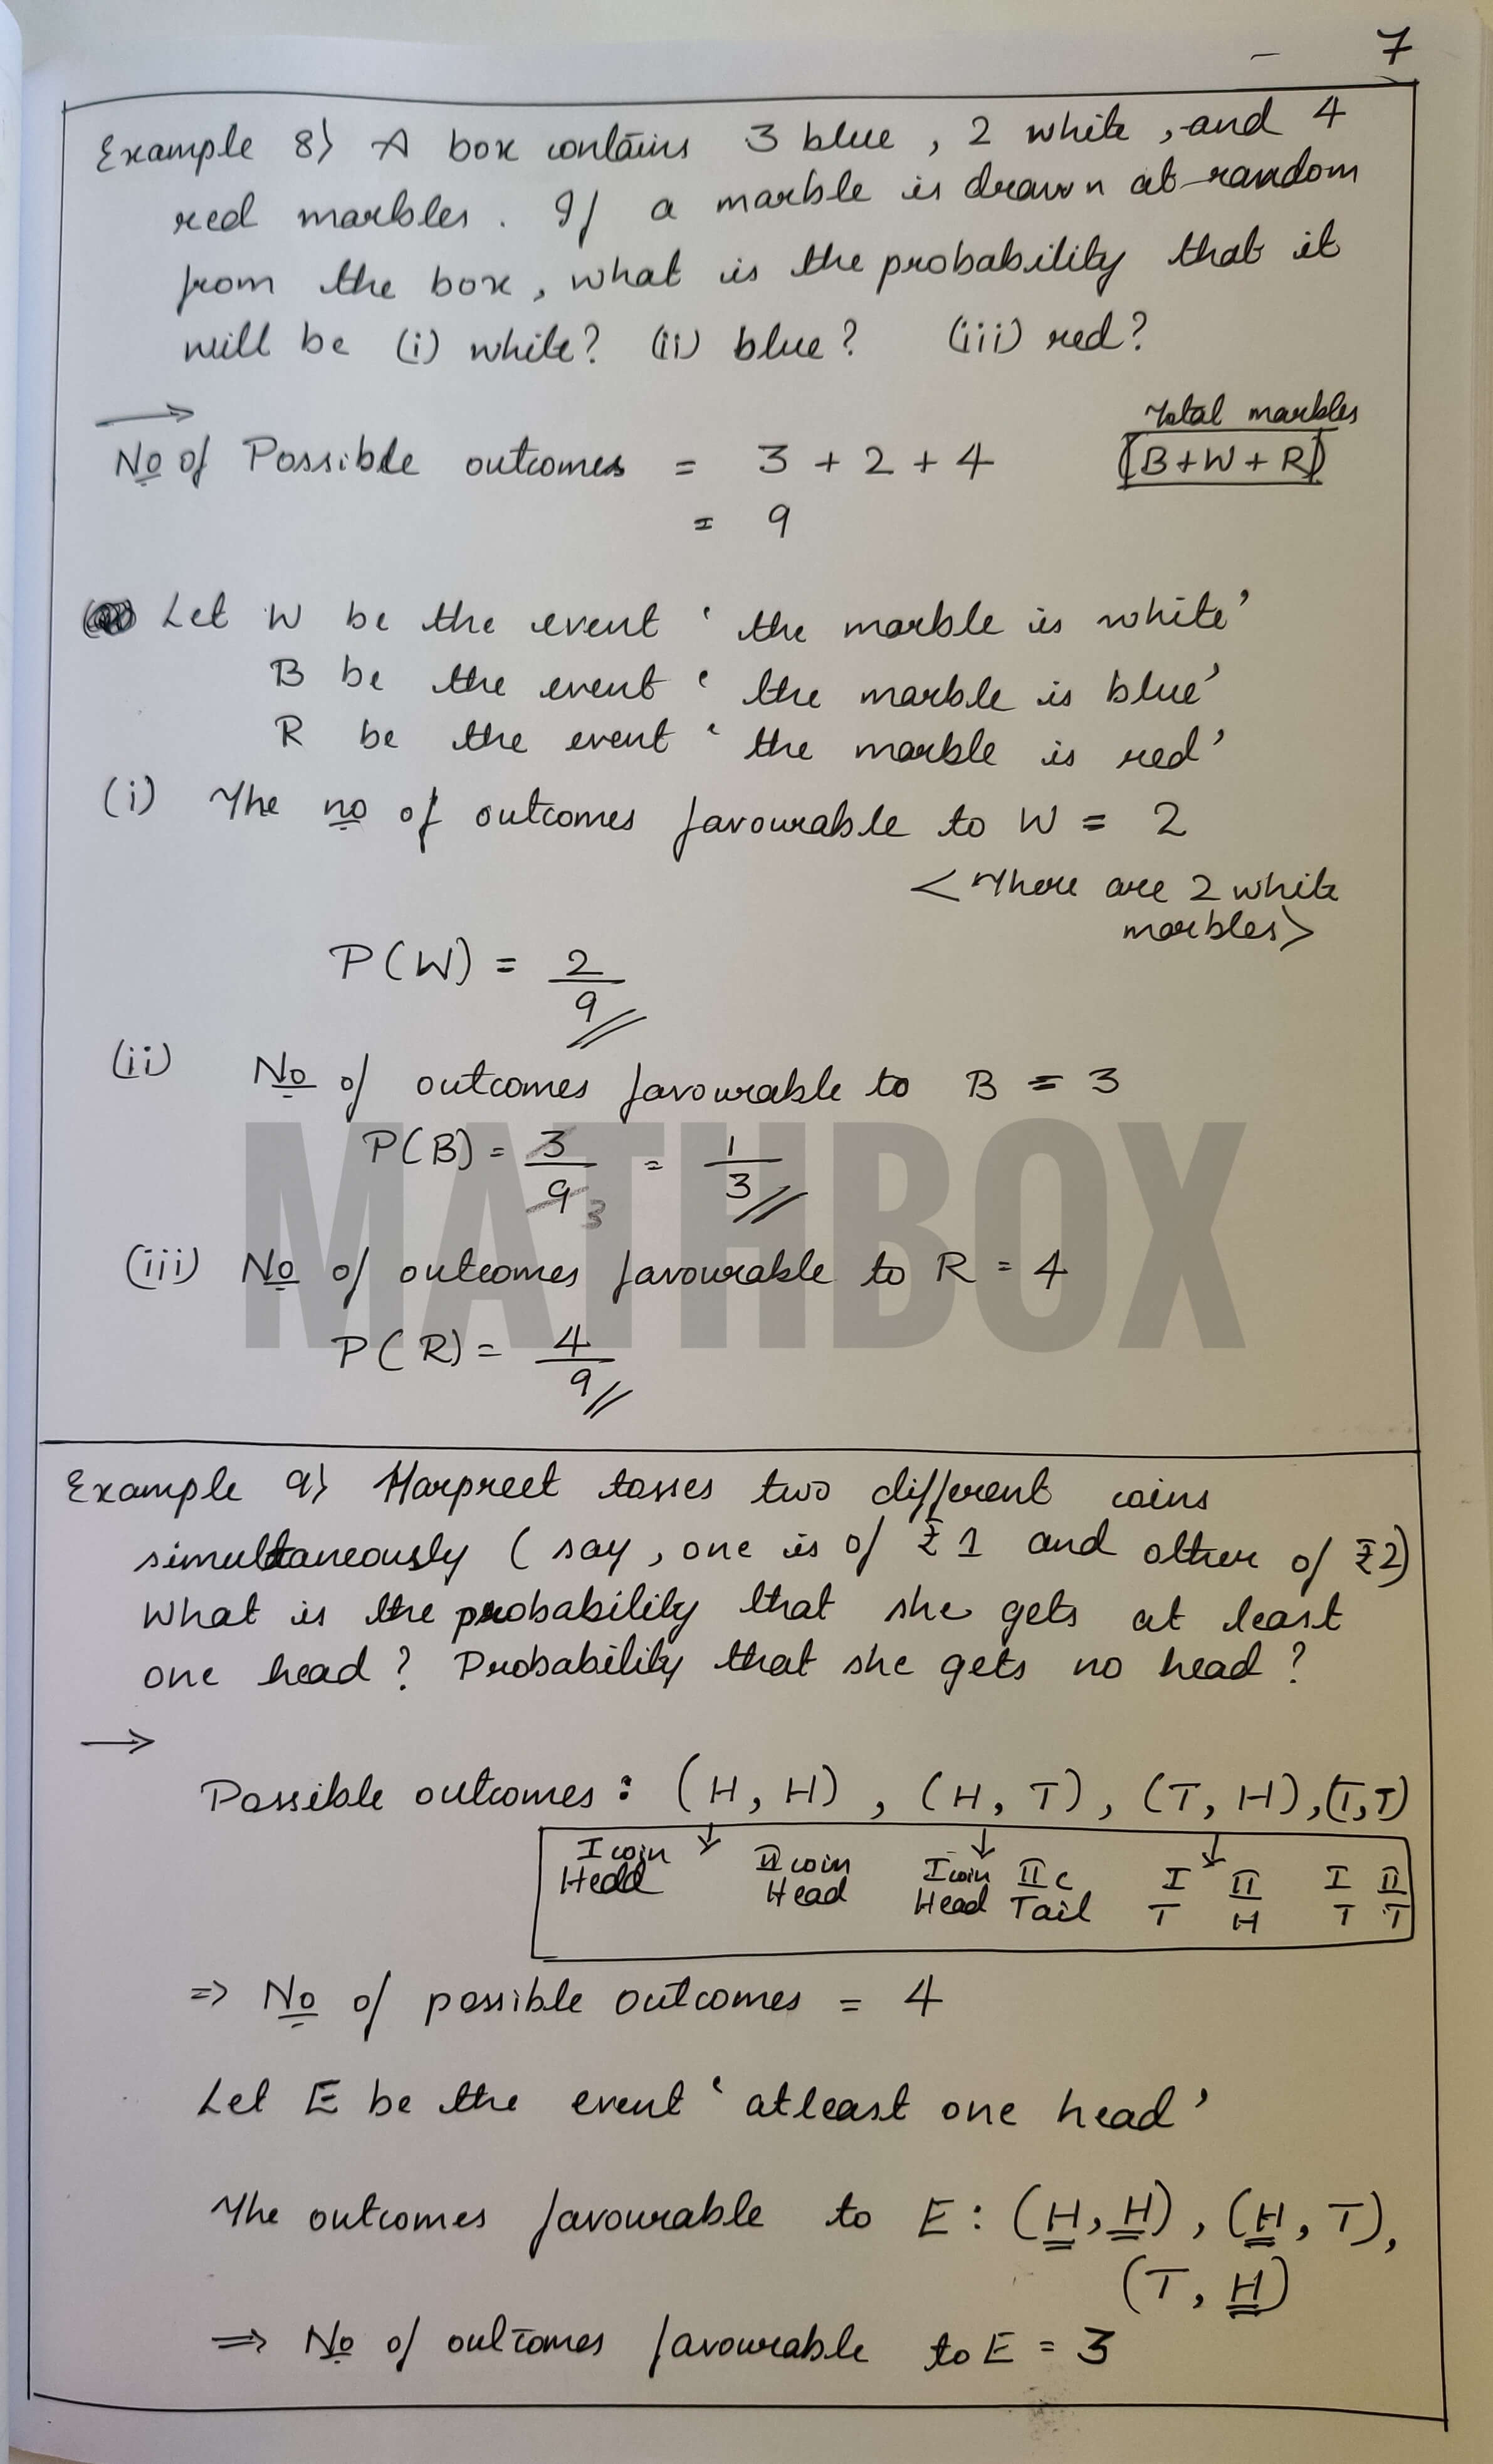 7
Example 8) A box contains 3 blue, 2 white, and 4
red marbles. If a marble is drawn at random
from the box, what is the probability that it
will be (i) white? (ii) blue? (iii) red?
Total marbles
No of Possible outcomes = 3 + 2 + 4 (B+W+R)
= 9
Let W be the event 'the marble is white'
B be the event 'the marble is blue'
R be the event 'the marble is red'
(i) The no of outcomes favourable to W = 2
<There are 2 white
marbles>
P(W) = 2/9
(ii) No of outcomes favourable to B = 3
P(B) = 3/9 3 = 1/3
(iii) No of outcomes favourable to R = 4
P(R) = 4/9
MATHBOX
Example 9) Harpreet tosses two different coins
simultaneously (say, one is of ₹1 and other of ₹2)
What is the probability that she gets at least
one head? Probability that she gets no head?
→
Possible outcomes: (H, H), (H, T), (T, H), (T,T)
I coin II coin I coin II c I II I II
Head Head Head Tail T H T T
⇒ No of possible outcomes = 4
Let E be the event 'atleast one head'
The outcomes favourable to E: (H, H), (H, T),
(T, H)
⇒ No of outcomes favourable to E = 3